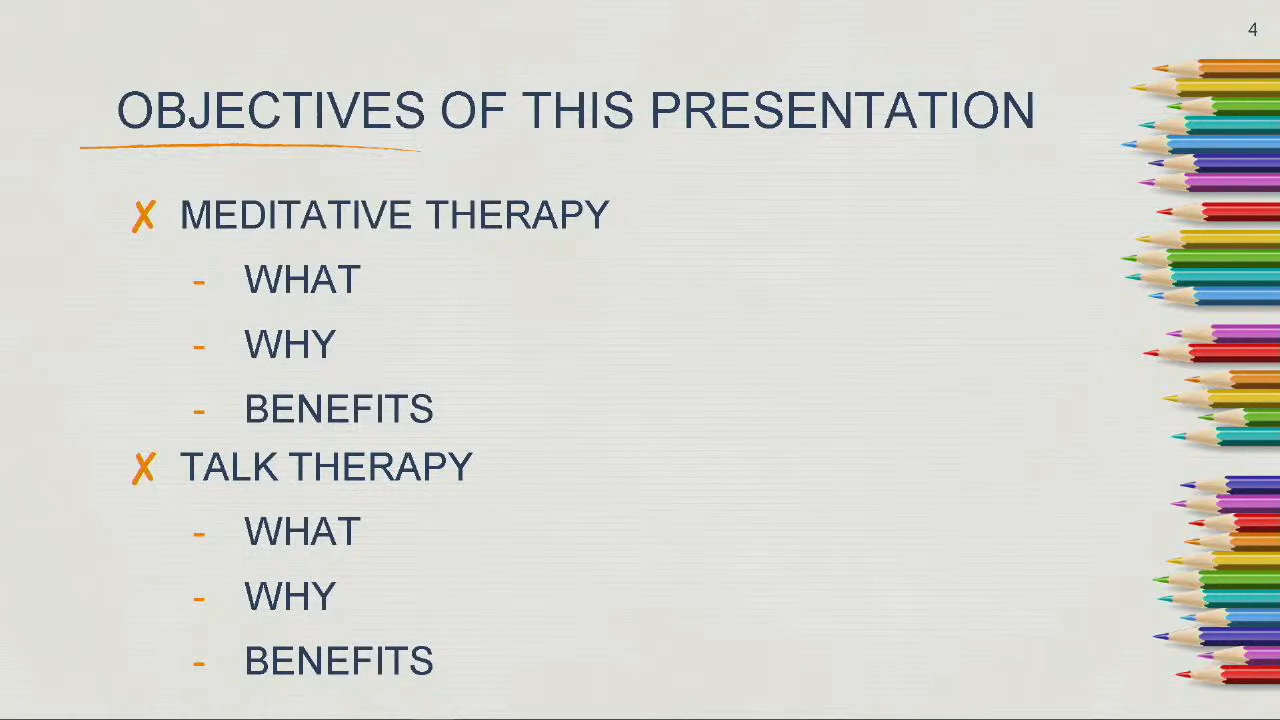 4
OBJECTIVES OF THIS PRESENTATION
✗ MEDITATIVE THERAPY
- WHAT
- WHY
- BENEFITS
✗ TALK THERAPY
- WHAT
- WHY
- BENEFITS